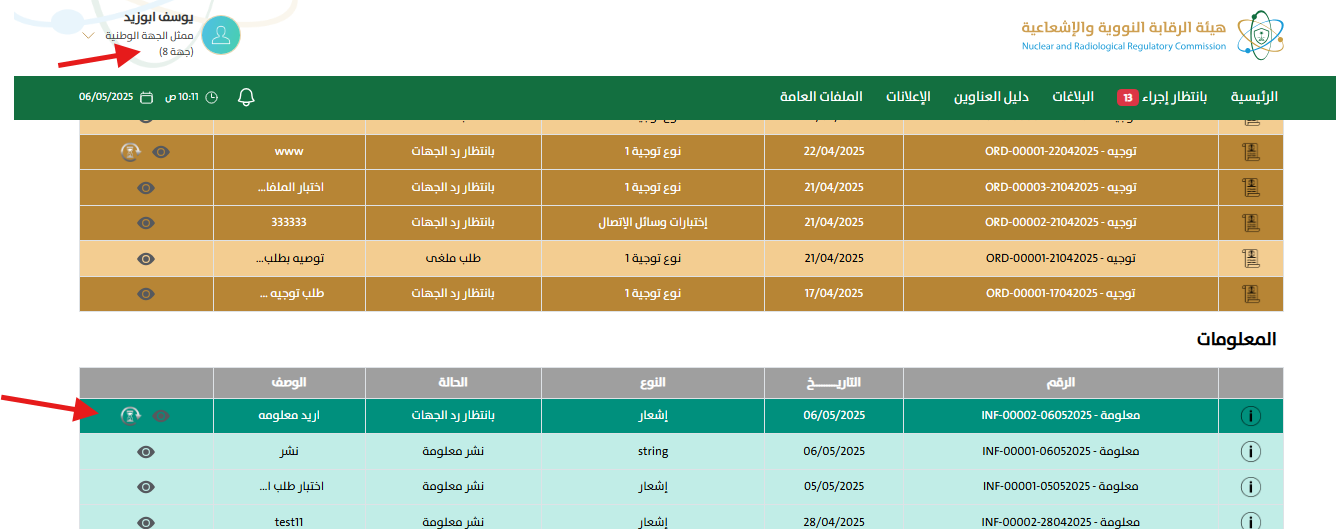 هيئة الرقابة النووية والإشعاعية
Nuclear and Radiological Regulatory Commission
يوسف ابوزيد
ممثل الجهة الوطنية
(جهة 8)
الرئيسية بانتظار إجراء 13 البلاغات دليل العناوين الإعلانات الملفات العامة 10:11 ص 06/05/2025
توجيه - ORD-00001-22042025 22/04/2025 نوع توجية 1 بانتظار رد الجهات www
توجيه - ORD-00003-21042025 21/04/2025 نوع توجية 1 بانتظار رد الجهات اختبار الملفا...
توجيه - ORD-00002-21042025 21/04/2025 إختبارات وسائل الإتصال بانتظار رد الجهات 333333
توجيه - ORD-00001-21042025 21/04/2025 نوع توجية 1 طلب ملغى توصيه بطلب...
توجيه - ORD-00001-17042025 17/04/2025 نوع توجية 1 بانتظار رد الجهات طلب توجيه ...
المعلومات
الرقم التاريـــــخ النوع الحالة الوصف
معلومة - INF-00002-06052025 06/05/2025 إشعار بانتظار رد الجهات اريد معلومه
معلومة - INF-00001-06052025 06/05/2025 string نشر معلومة نشر
معلومة - INF-00001-05052025 05/05/2025 إشعار نشر معلومة اختبار طلب ا...
معلومة - INF-00002-28042025 28/04/2025 إشعار نشر معلومة test11